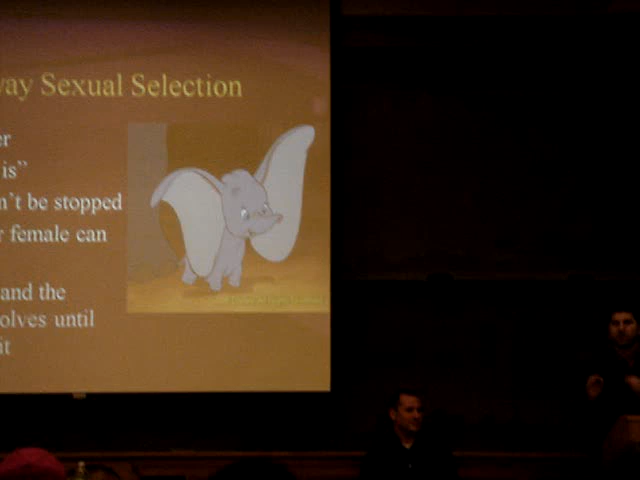 way Sexual Selection
er
is”
n't be stopped
r female can
and the
olves until
it